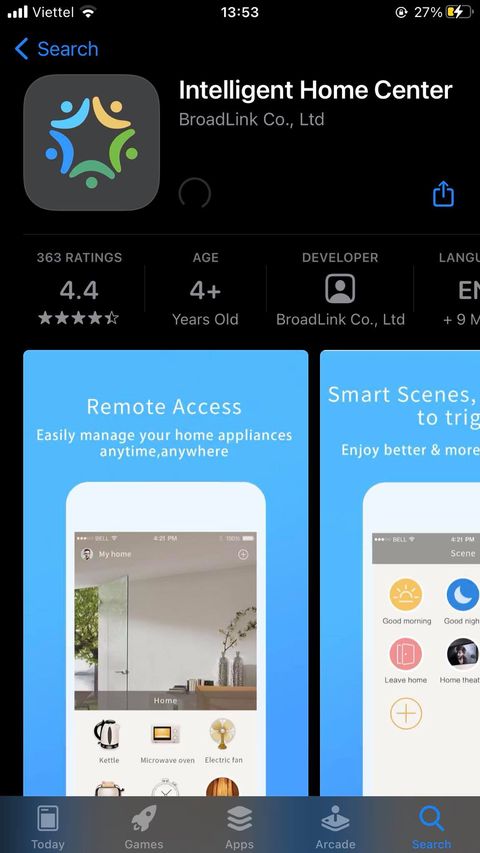 Viettel
13:53
27%
Search
Intelligent Home Center
BroadLink Co., Ltd
363 RATINGS
4.4
AGE
4+
Years Old
DEVELOPER
BroadLink Co., Ltd
LANGU
EN
+ 9 M
Remote Access
Easily manage your home appliances
anytime,anywhere
BELL
4:21 PM
100%
My home
Home
Kettle
Microwave oven
Electric fan
Smart Scenes,
to trig
Enjoy better & more
BELL
4:21 PM
Scene
Good morning
Good nigh
Leave home
Home theat
Today
Games
Apps
Arcade
Search